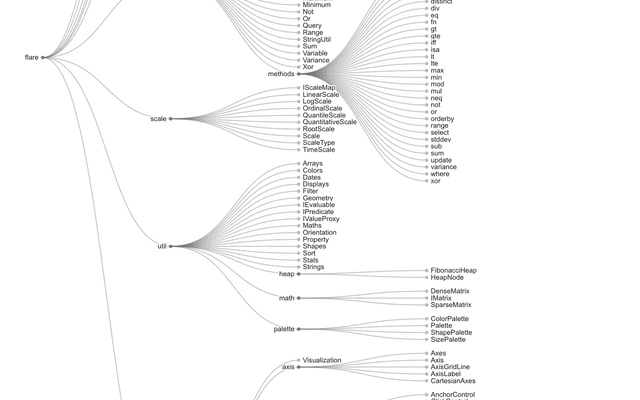 flare
Minimum
Not
Or
Query
Range
StringUtil
Sum
Variable
Variance
Xor
methods
distinct
div
eq
fn
gt
gte
iff
isa
lt
lte
max
min
mod
mul
neq
not
or
orderby
range
select
stddev
sub
sum
update
variance
where
xor
scale
IScaleMap
LinearScale
LogScale
OrdinalScale
QuantileScale
QuantitativeScale
RootScale
Scale
ScaleType
TimeScale
util
Arrays
Colors
Dates
Displays
Filter
Geometry
IEvaluable
IPredicate
IValueProxy
Maths
Orientation
Property
Shapes
Sort
Stats
Strings
heap
FibonacciHeap
HeapNode
math
DenseMatrix
IMatrix
SparseMatrix
palette
ColorPalette
Palette
ShapePalette
SizePalette
Visualization
axis
Axes
Axis
AxisGridLine
AxisLabel
CartesianAxes
AnchorControl